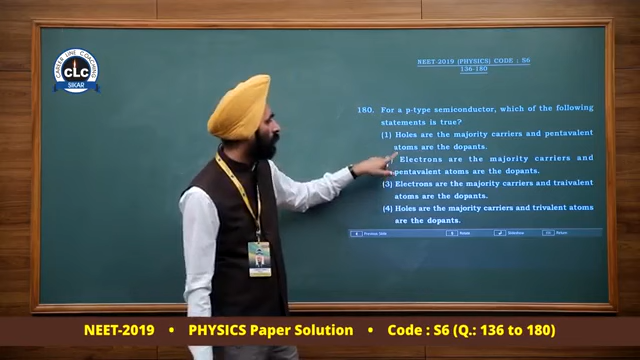 CAREER LINE COACHING
CLC
SIKAR
NEET-2019 (PHYSICS) CODE : S6
136-180
180. For a p-type semiconductor, which of the following
statements is true?
(1) Holes are the majority carriers and pentavalent
atoms are the dopants.
Electrons are the majority carriers and
pentavalent atoms are the dopants.
(3) Electrons are the majority carriers and traivalent
atoms are the dopants.
(4) Holes are the majority carriers and trivalent atoms
are the dopants.
NEET-2019 • PHYSICS Paper Solution • Code : S6 (Q.: 136 to 180)